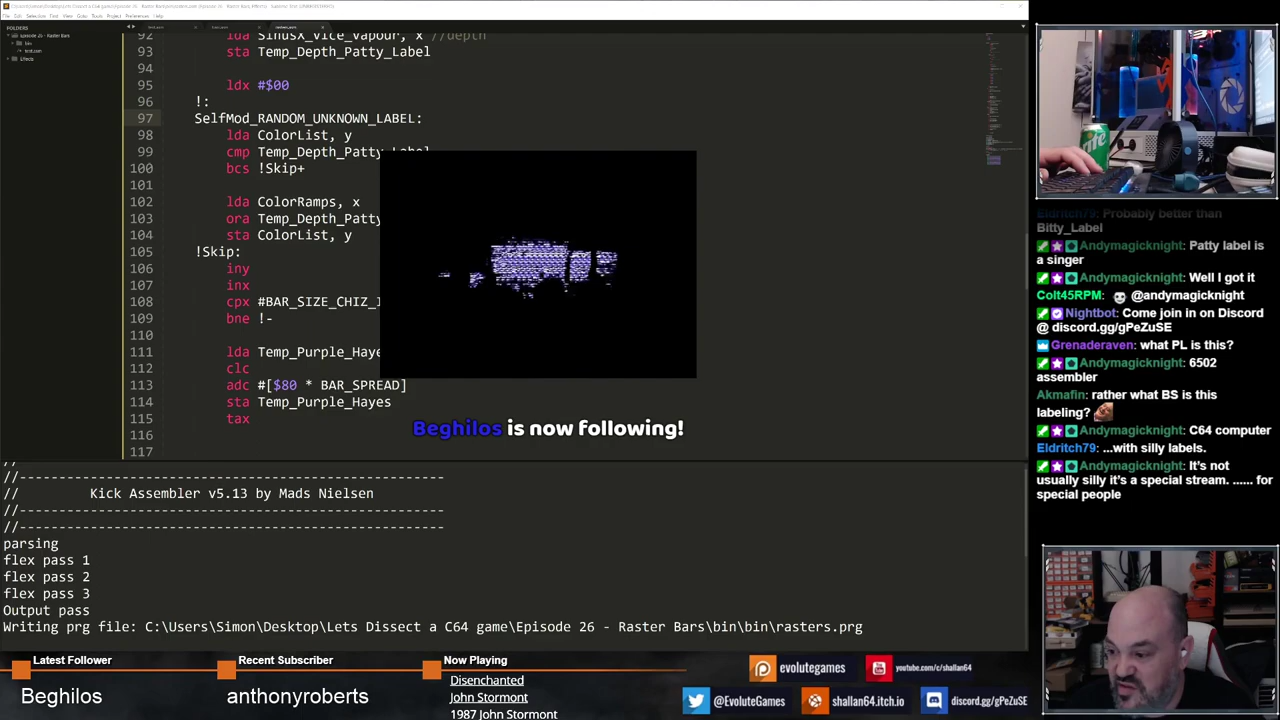 FOLDERS
Episode 26 - Raster Bars
Effects
92 lda SinusX_Vice_Vapour, x //depth
93 sta Temp_Depth_Patty_Label
94
95 ldx #$00
96 !:
97 SelfMod_RANDOM_UNKNOWN_LABEL:
98 lda ColorList, y
99 cmp Temp_Depth_Patty_Label
100 bcs !Skip+
101
102 lda ColorRamps, x
103 ora Temp_Depth_Patty
104 sta ColorList, y
105 !Skip:
106 iny
107 inx
108 cpx #BAR_SIZE_CHIZ_
109 bne !-
110
111 lda Temp_Purple_Haye
112 clc
113 adc #[$80 * BAR_SPREAD]
114 sta Temp_Purple_Hayes
115 tax
116
117
Beghilos is now following!
//------------------------------------------------------
// Kick Assembler v5.13 by Mads Nielsen
//------------------------------------------------------
//------------------------------------------------------
parsing
flex pass 1
flex pass 2
flex pass 3
Output pass
Writing prg file: C:\Users\Simon\Desktop\Lets Dissect a C64 game\Episode 26 - Raster Bars\bin\bin\rasters.prg
Eldritch79: Probably better than
Bitty_Label
Andymagicknight: Patty label is
a singer
Andymagicknight: Well I got it
Colt45RPM: @andymagicknight
Nightbot: Come join in on Discord
@ discord.gg/gPeZuSE
Grenaderaven: what PL is this?
Andymagicknight: 6502
assembler
Akmafin: rather what BS is this
labeling?
Andymagicknight: C64 computer
Eldritch79: ...with silly labels.
Andymagicknight: It's not
usually silly it's a special stream. ...... for
special people
Latest Follower
Beghilos
Recent Subscriber
anthonyroberts
Now Playing
Disenchanted
John Stormont
1987 John Stormont
evolutegames
youtube.com/c/shallan64
@EvoluteGames
shallan64.itch.io
discord.gg/gPeZuSE